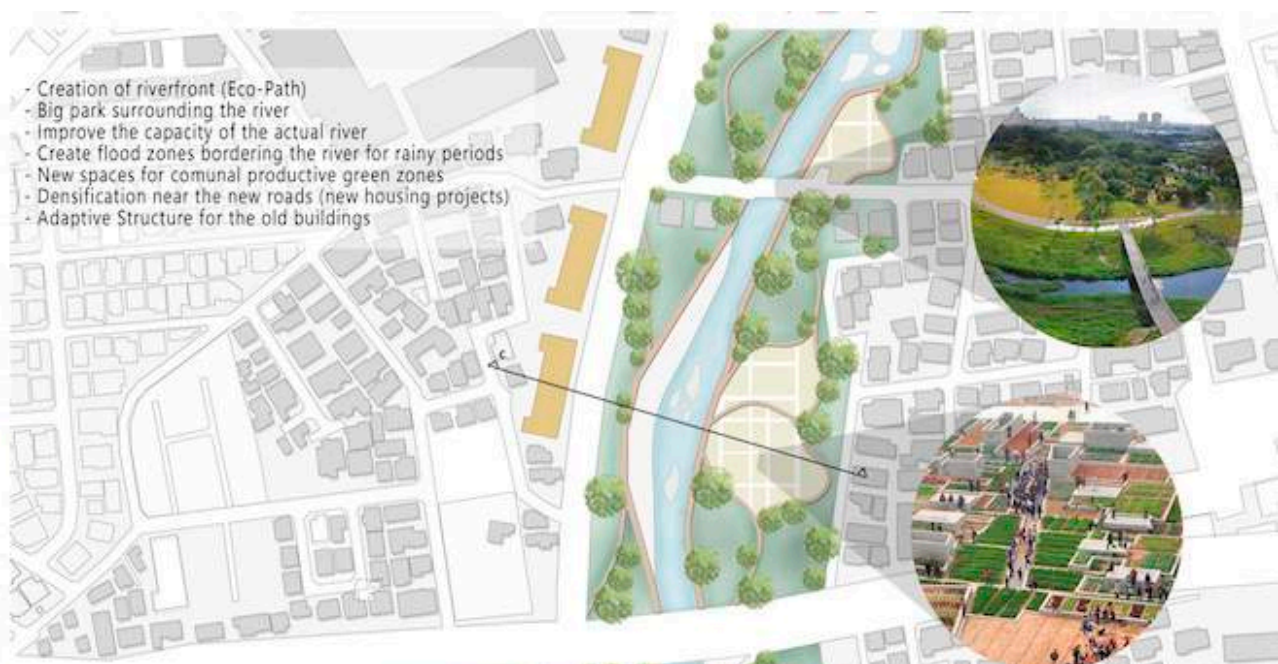 - Creation of riverfront (Eco-Path)
- Big park surrounding the river
- Improve the capacity of the actual river
- Create flood zones bordering the river for rainy periods
- New spaces for comunal productive green zones
- Densification near the new roads (new housing projects)
- Adaptive Structure for the old buildings